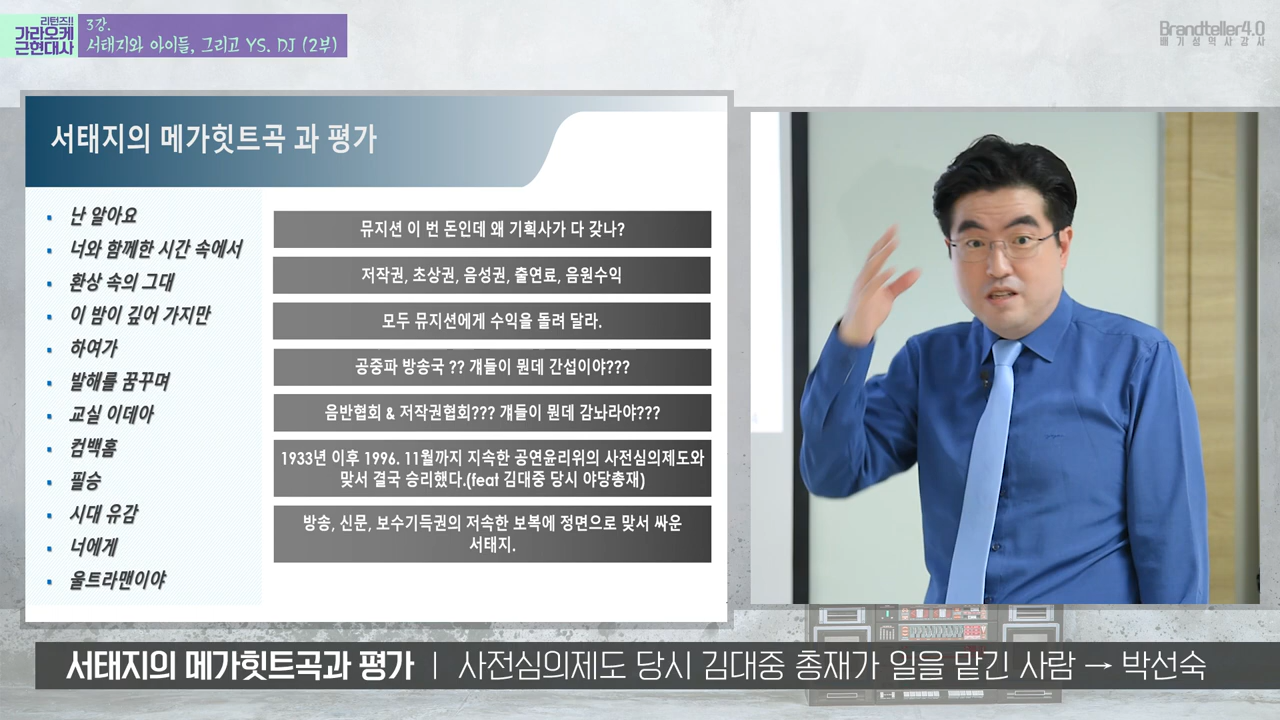 리턴즈!!
가라오케
근현대사
3강.
서태지와 아이들, 그리고 YS. DJ (2부)
Brandteller4.0
배기성역사강사
서태지의 메가힛트곡 과 평가
난 알아요
너와 함께한 시간 속에서
환상 속의 그대
이 밤이 깊어 가지만
하여가
발해를 꿈꾸며
교실 이데아
컴백홈
필승
시대 유감
너에게
울트라맨이야
뮤지션 이 번 돈인데 왜 기획사가 다 갖나?
저작권, 초상권, 음성권, 출연료, 음원수익
모두 뮤지션에게 수익을 돌려 달라.
공중파 방송국 ?? 걔들이 뭔데 간섭이야???
음반협회 & 저작권협회??? 걔들이 뭔데 감놔라야???
1933년 이후 1996. 11월까지 지속한 공연윤리위의 사전심의제도와
맞서 결국 승리했다.(feat 김대중 당시 야당총재)
방송, 신문, 보수기득권의 저속한 보복에 정면으로 맞서 싸운
서태지.
서태지의 메가힛트곡과 평가 | 사전심의제도 당시 김대중 총재가 일을 맡긴 사람 → 박선숙